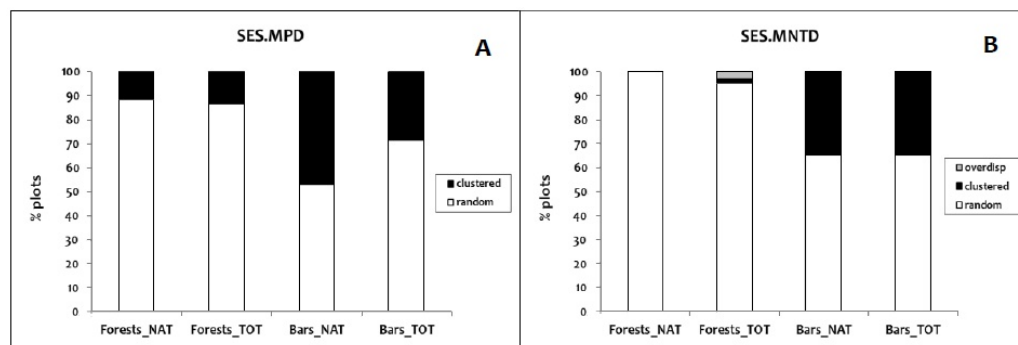 SES.MPD
A
100
90
80
70
60
50
40
30
20
10
0
% plots
Forests_NAT Forests_TOT Bars_NAT Bars_TOT
clustered
random
SES.MNTD
B
100
90
80
70
60
50
40
30
20
10
0
% plots
Forests_NAT Forests_TOT Bars_NAT Bars_TOT
overdisp
clustered
random